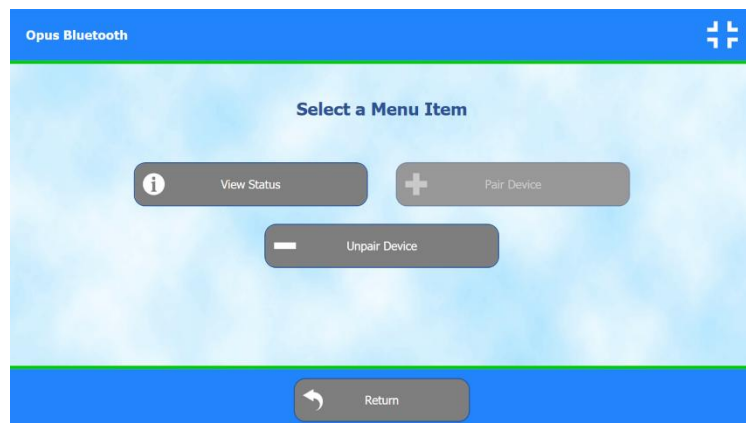 Opus Bluetooth
Select a Menu Item
View Status
Pair Device
Unpair Device
Return